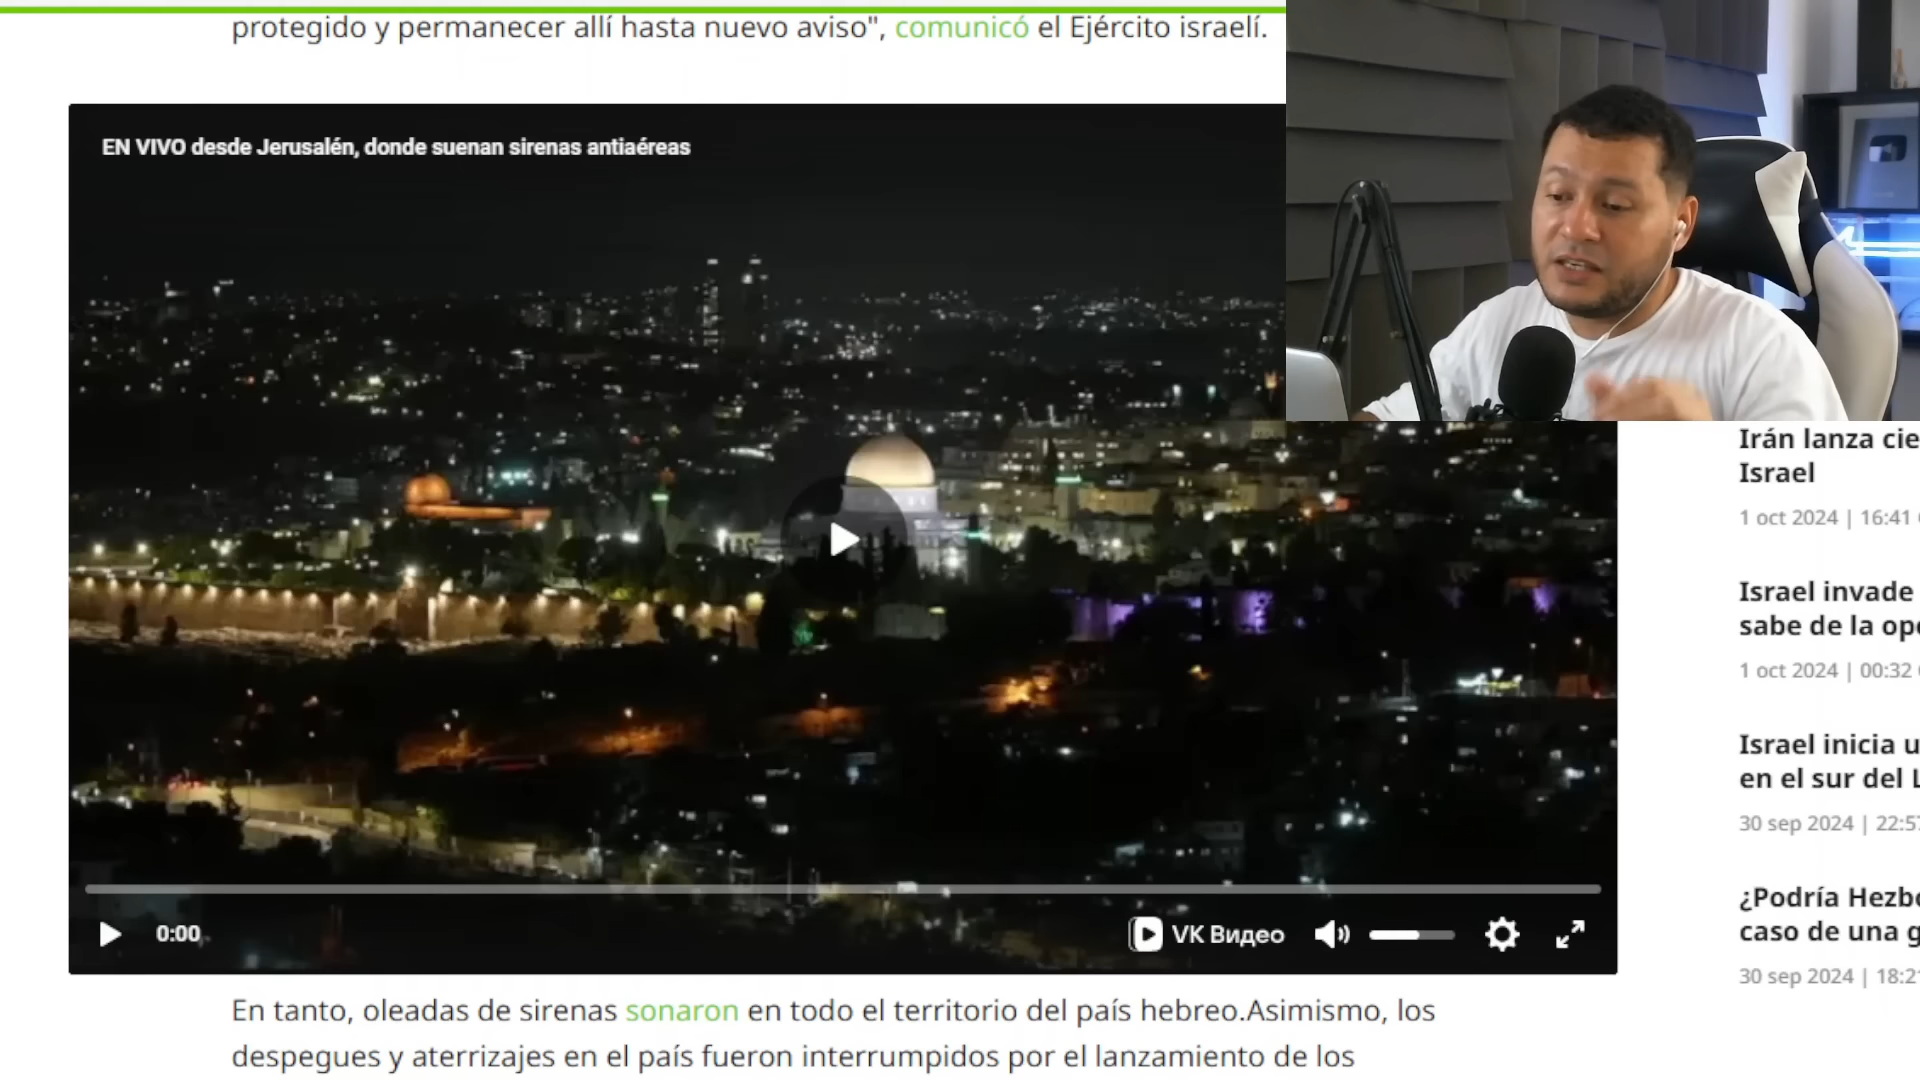 protegido y permanecer allí hasta nuevo aviso", comunicó el Ejército israelí.
EN VIVO desde Jerusalén, donde suenan sirenas antiaéreas
0:00
VK Видео
En tanto, oleadas de sirenas sonaron en todo el territorio del país hebreo.Asimismo, los
despegues y aterrizajes en el país fueron interrumpidos por el lanzamiento de los
Irán lanza cie
Israel
1 oct 2024 | 16:41
Israel invade
sabe de la ope
1 oct 2024 | 00:32
Israel inicia u
en el sur del L
30 sep 2024 | 22:57
¿Podría Hezbo
caso de una g
30 sep 2024 | 18:21